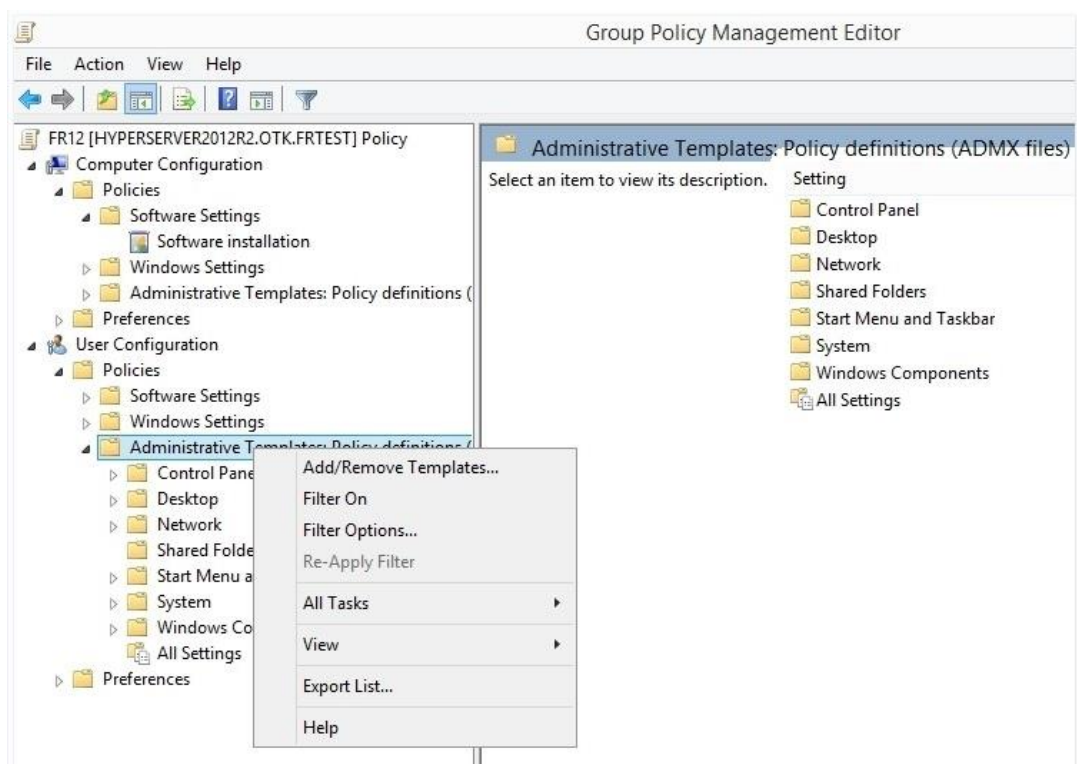 Group Policy Management Editor
File Action View Help
FR12 [HYPERSERVER2012R2.OTK.FRTEST] Policy
Computer Configuration
Policies
Software Settings
Software installation
Windows Settings
Administrative Templates: Policy definitions (
Preferences
User Configuration
Policies
Software Settings
Windows Settings
Administrative Templates: Policy definitions (
Control Pane
Desktop
Network
Shared Folde
Start Menu a
System
Windows Co
All Settings
Preferences
Add/Remove Templates...
Filter On
Filter Options...
Re-Apply Filter
All Tasks
View
Export List...
Help
Administrative Templates: Policy definitions (ADMX files)
Select an item to view its description.
Setting
Control Panel
Desktop
Network
Shared Folders
Start Menu and Taskbar
System
Windows Components
All Settings